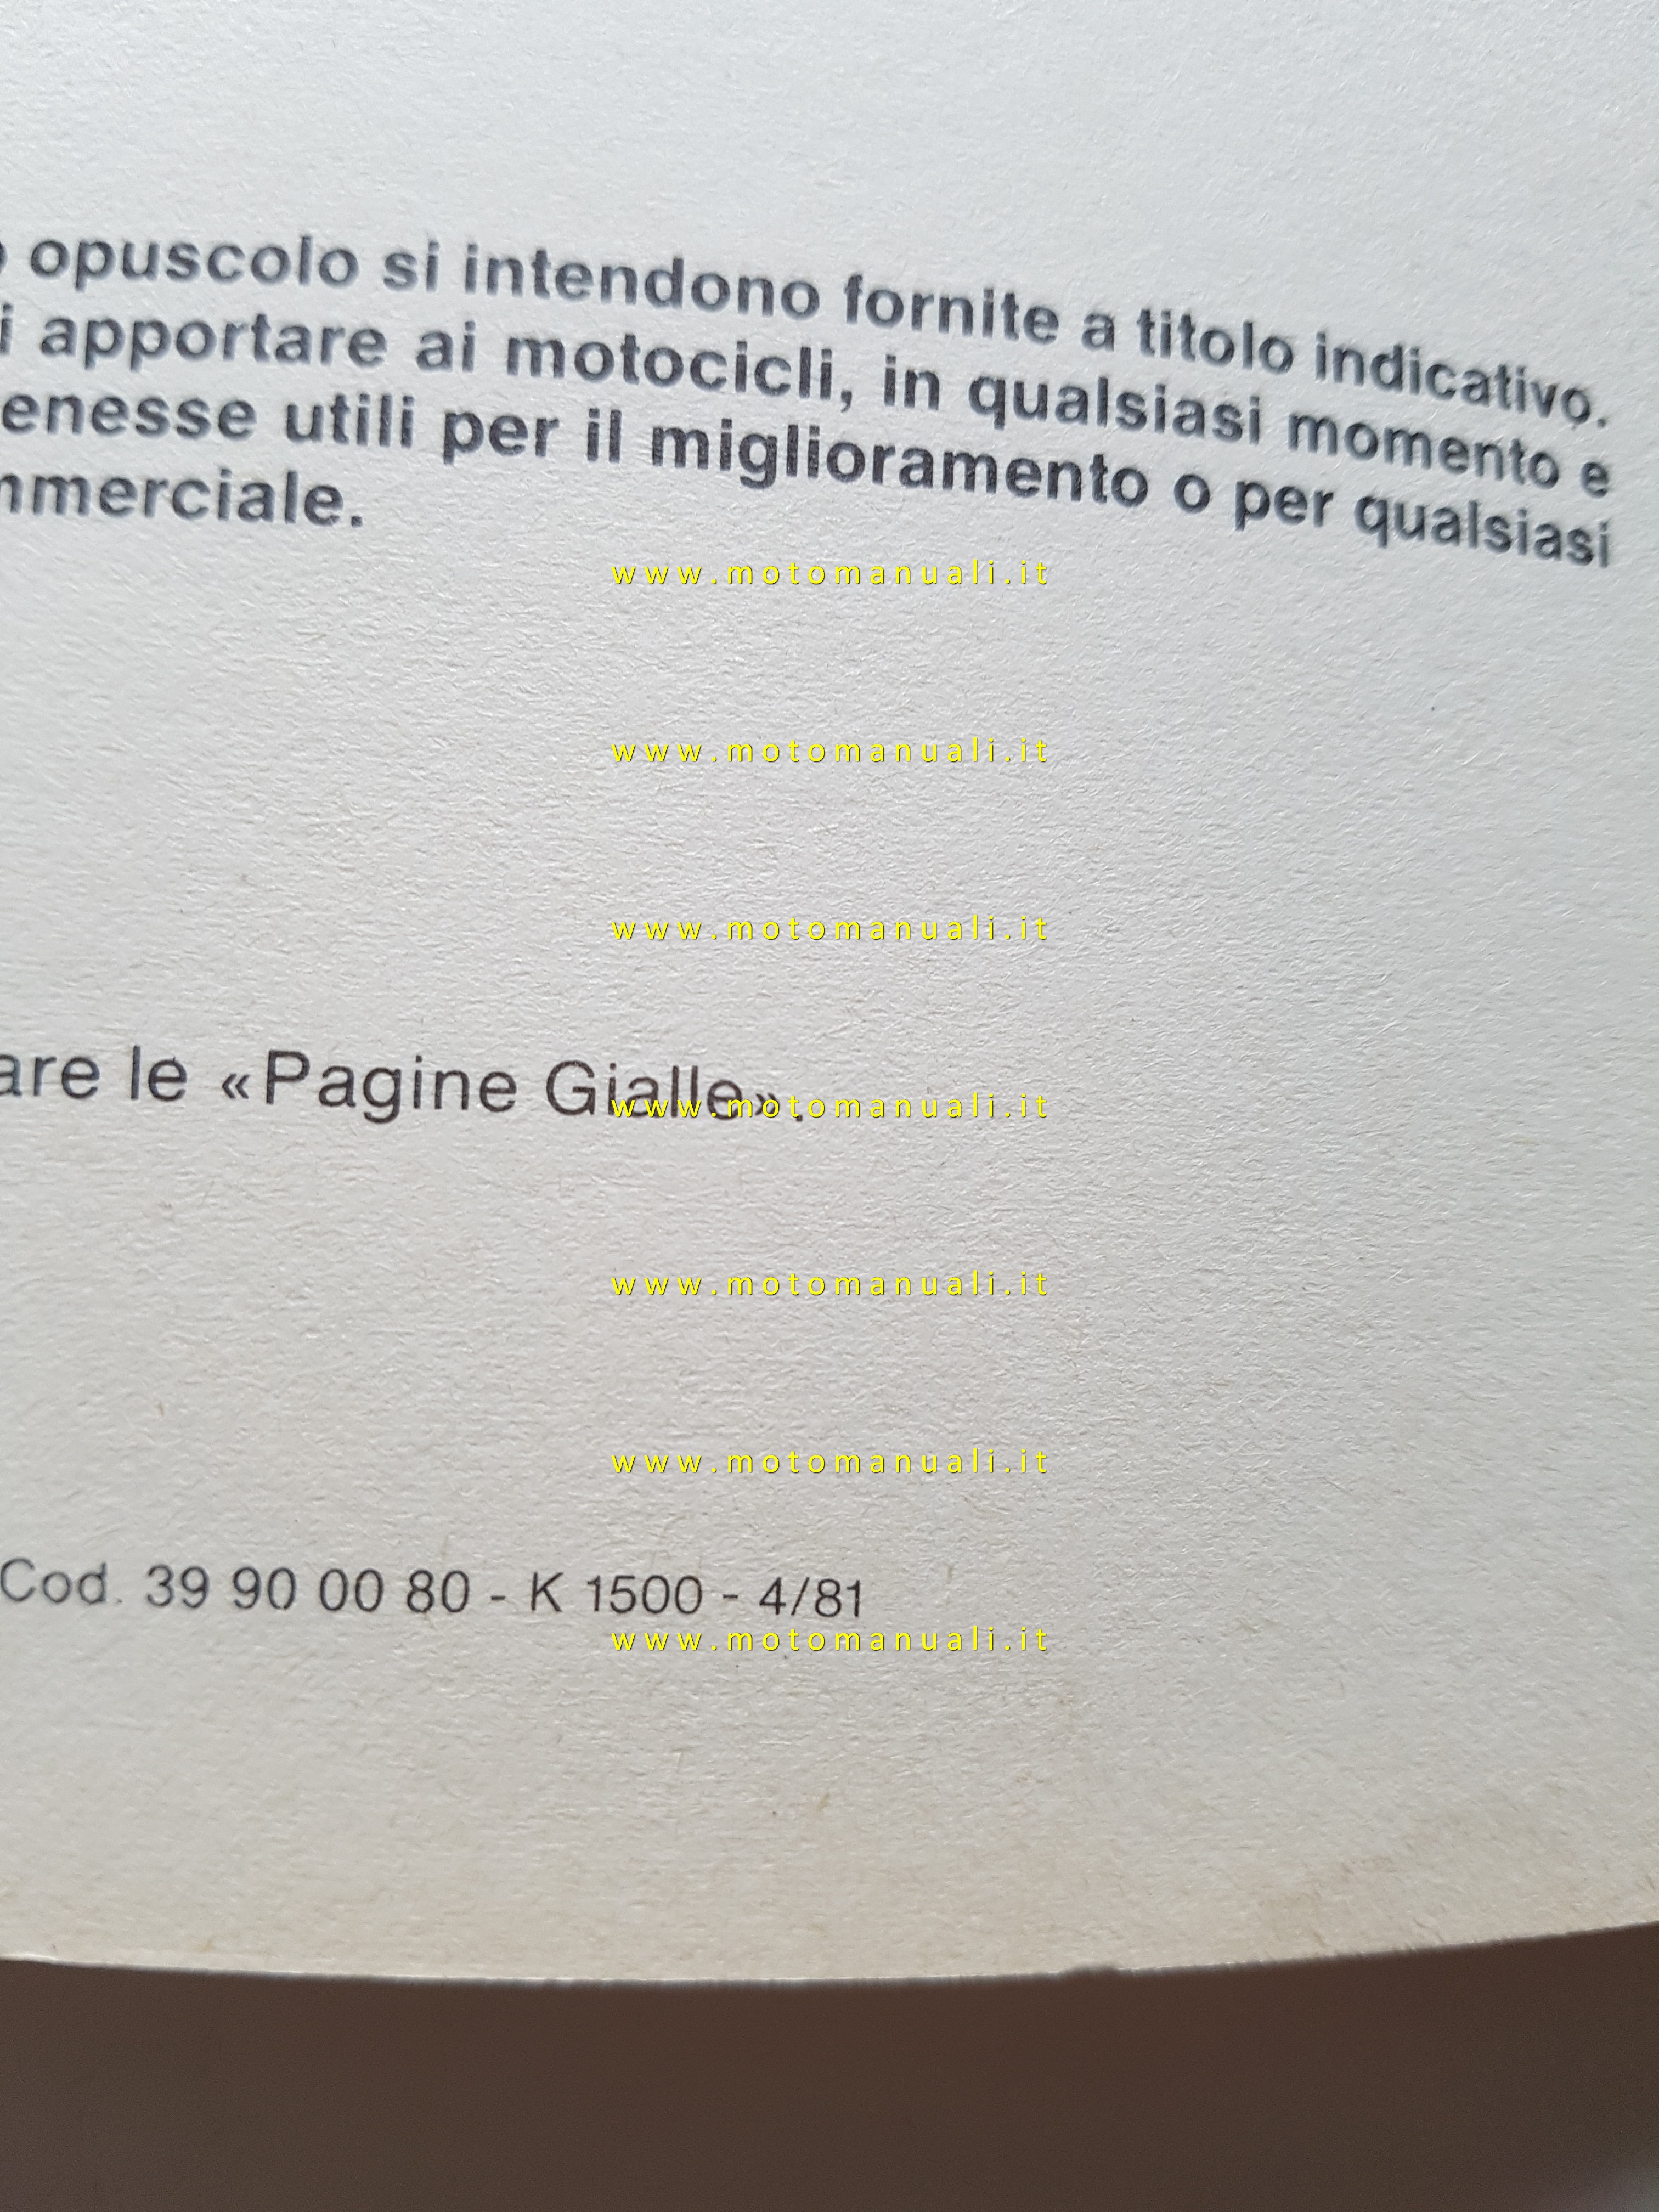 opuscolo si intendono fornite a titolo indicativo.
i apportare ai motocicli, in qualsiasi momento e
enesse utili per il miglioramento o per qualsiasi
mmerciale.
www.motomanuali.it
www.motomanuali.it
www.motomanuali.it
are le «Pagine Gialle».
www.motomanuali.it
www.motomanuali.it
www.motomanuali.it
Cod. 39 90 00 80 - K 1500 - 4/81
www.motomanuali.it